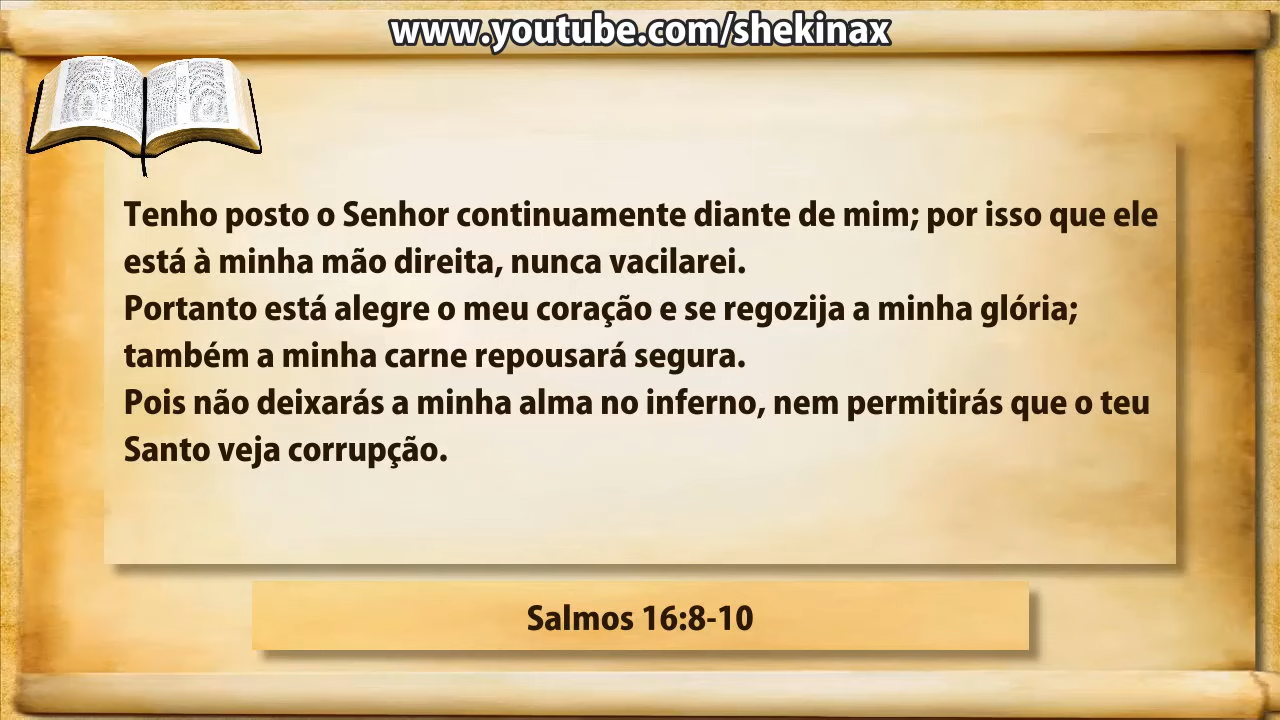 www.youtube.com/shekinax
Tenho posto o Senhor continuamente diante de mim; por isso que ele
está à minha mão direita, nunca vacilarei.
Portanto está alegre o meu coração e se regozija a minha glória;
também a minha carne repousará segura.
Pois não deixarás a minha alma no inferno, nem permitirás que o teu
Santo veja corrupção.
Salmos 16:8-10